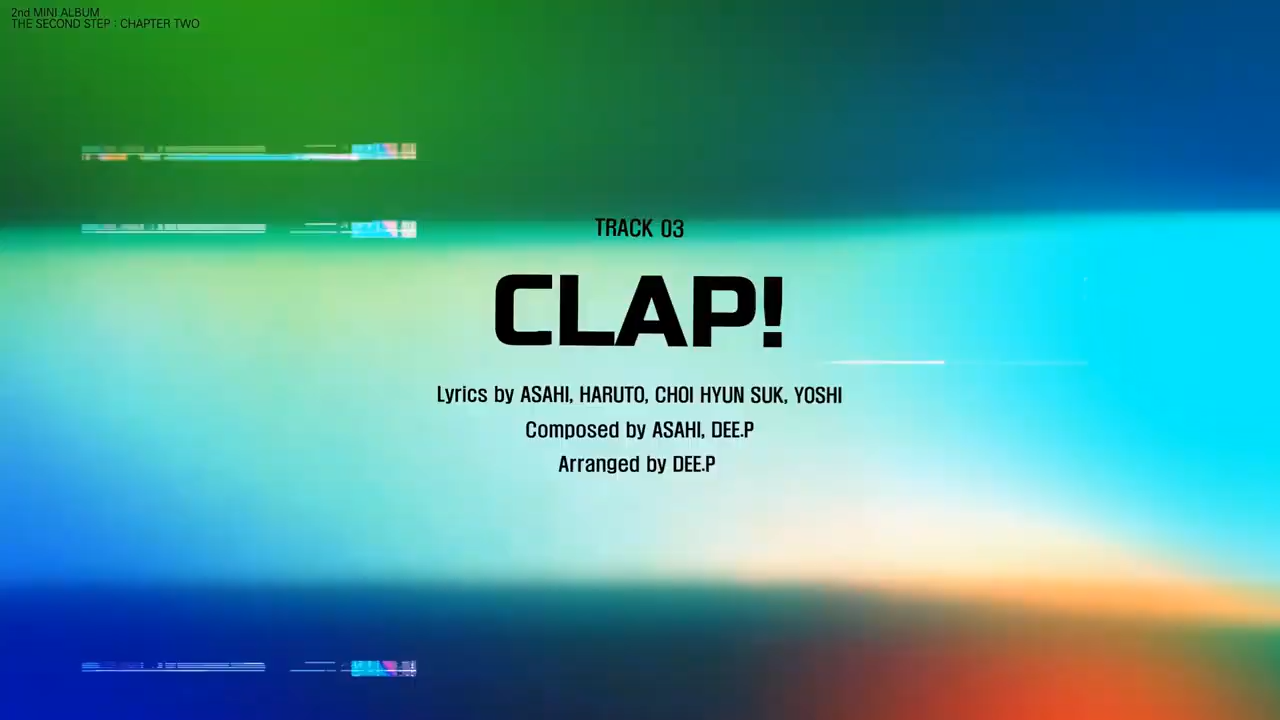 2nd MINI ALBUM
THE SECOND STEP : CHAPTER TWO
TRACK 03
CLAP!
Lyrics by ASAHI, HARUTO, CHOI HYUN SUK, YOSHI
Composed by ASAHI, DEE.P
Arranged by DEE.P